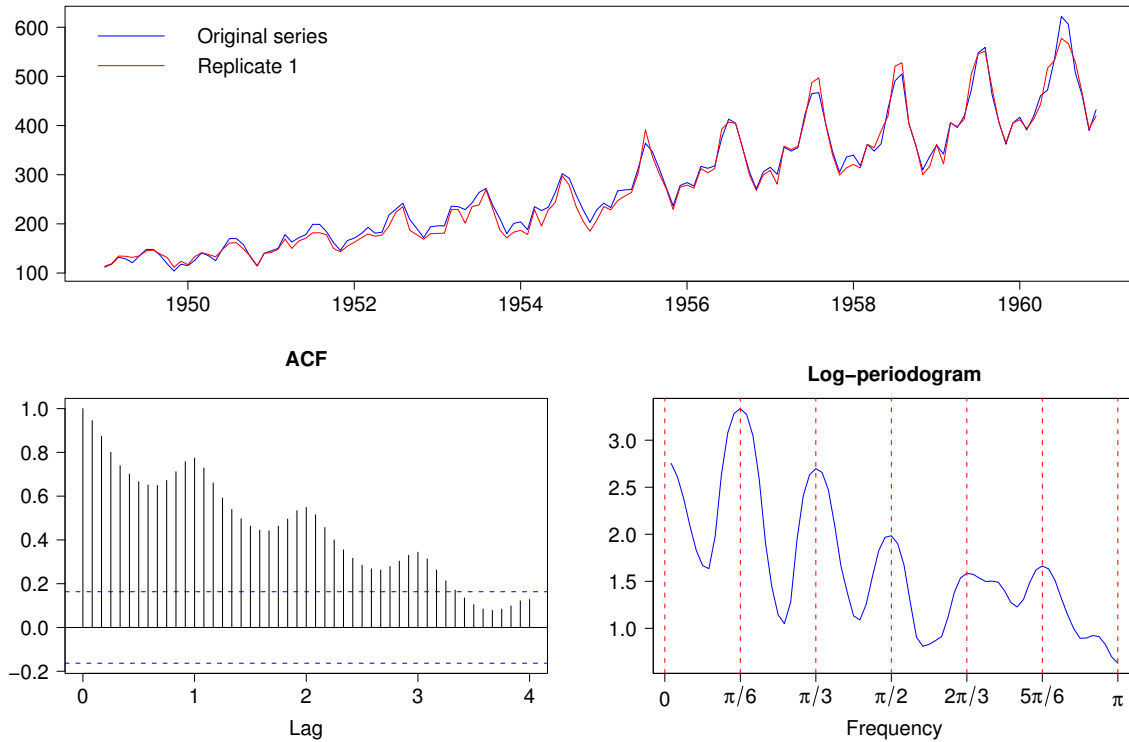 600
500
400
300
200
100
Original series
Replicate 1
1950
1952
1954
1956
1958
1960
ACF
1.0
0.8
0.6
0.4
0.2
0.0
−0.2
0
1
2
3
4
Lag
Log−periodogram
3.0
2.5
2.0
1.5
1.0
0
π/6
π/3
π/2
2π/3
5π/6
π
Frequency